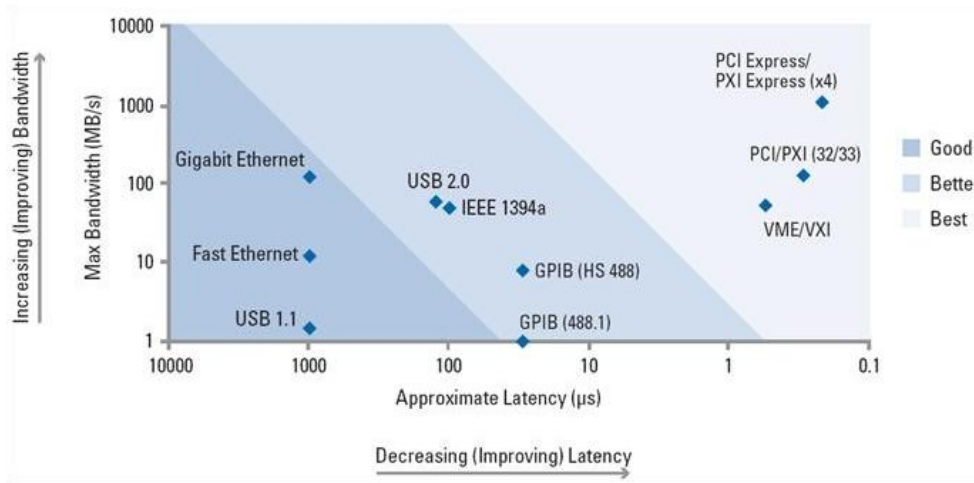 Increasing (Improving) Bandwidth
Max Bandwidth (MB/s)
10000
1000
100
10
1
PCI Express/
PXI Express (x4)
Gigabit Ethernet
PCI/PXI (32/33)
USB 2.0
IEEE 1394a
VME/VXI
Fast Ethernet
GPIB (HS 488)
USB 1.1
GPIB (488.1)
Good
Bette
Best
10000 1000 100 10 1 0.1
Approximate Latency (µs)
Decreasing (Improving) Latency